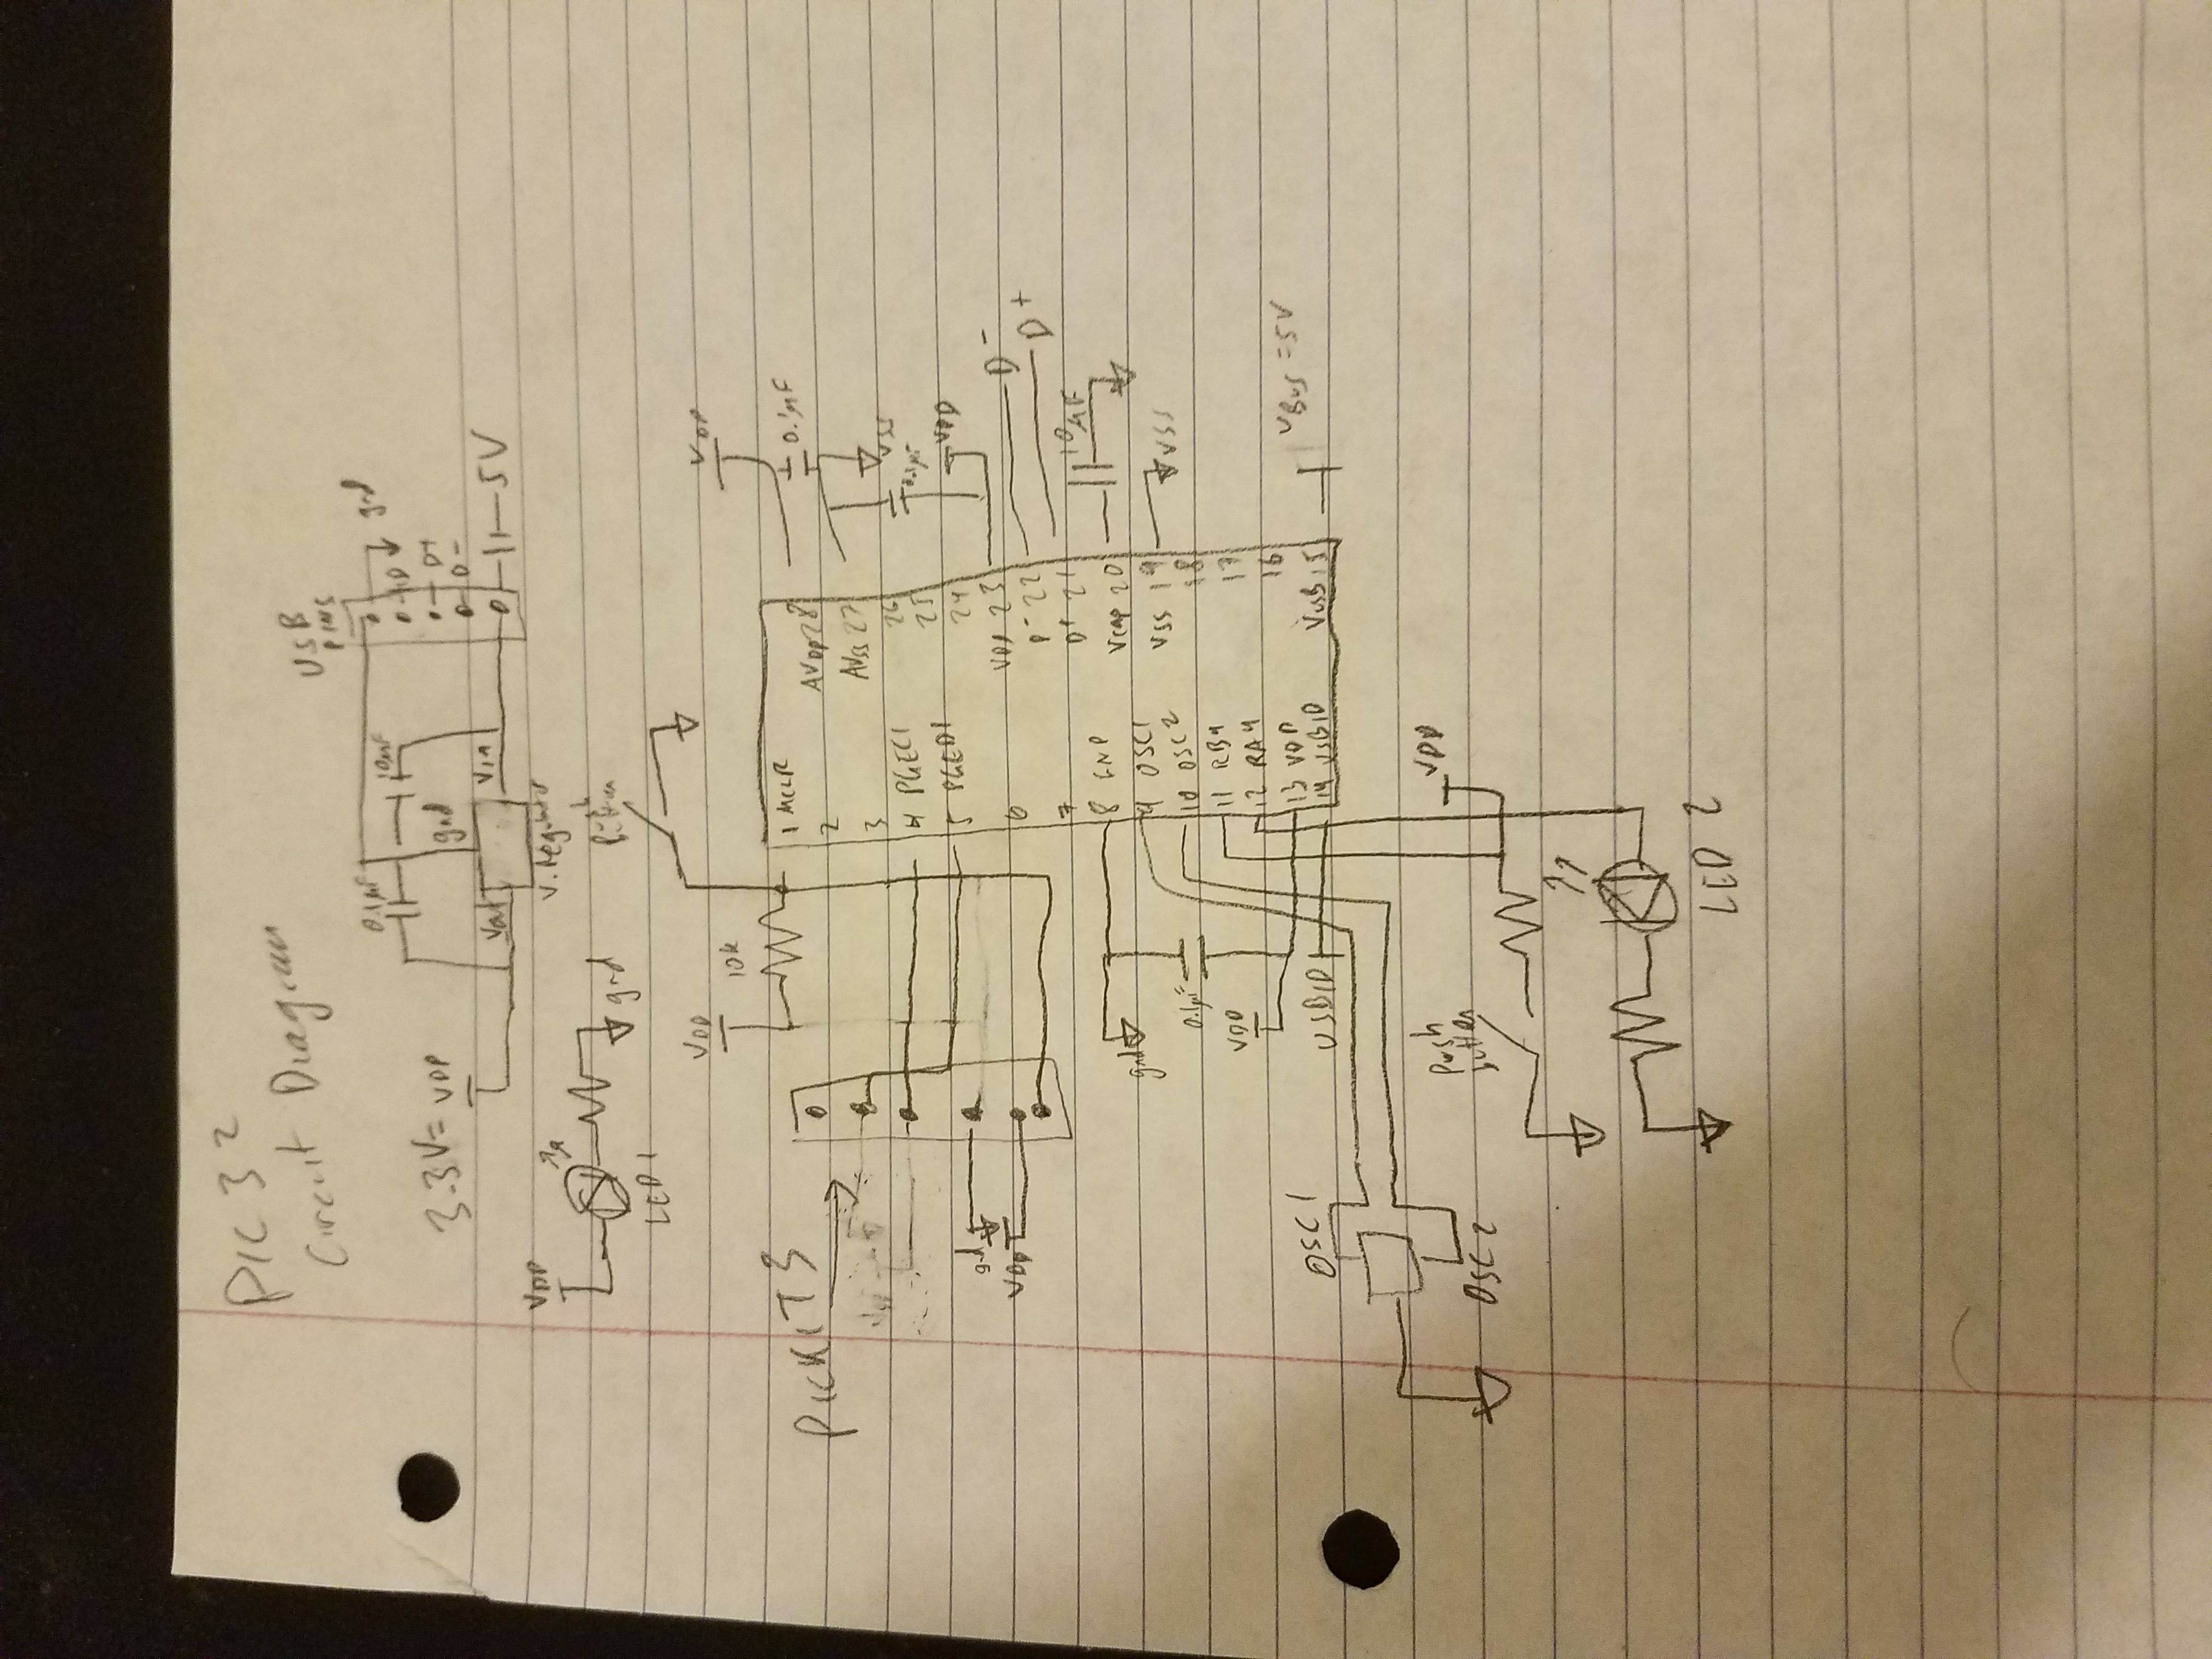 PIC32
Circuit Diagram
USB
PINS
gnd
0.1µF
10µF
ID
D+
D-
3.3V= VDD
gnd
Vout
Vin
5V
V. Regulator
VDD
gnd
LED1
Push
button
VDD
10k
VDD
PICKIT3
1 MCLR
2
3
4 PGEC1
5 PGED1
6
7
8 GND
9 OSC1
10 OSC2
11 RB4
12 RA4
13 VDD
14 USBID
AVDD 28
AVSS 27
26
25
24
VDD 23
D- 22
D+ 21
Vcap 20
VSS 19
18
17
16
VUSB 15
0.1µF
VSS
0.1µF
VDD
D-
D+
10µF
VSS
VBUS = 5V
gnd
VDD
gnd
0.1µF
VDD
USBID
OSC1
OSC2
Push
button
VDD
LED 2